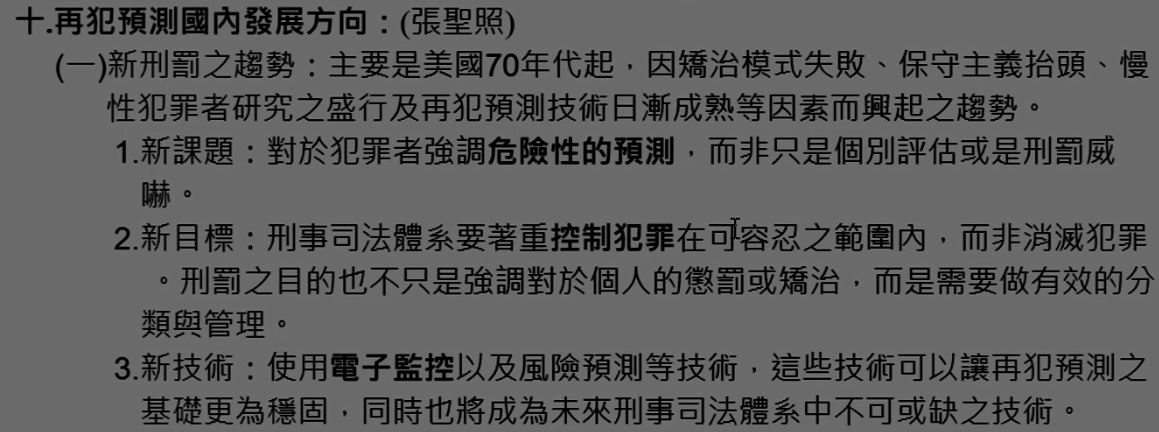 十.再犯預測國內發展方向：(張聖照)
(一)新刑罰之趨勢：主要是美國70年代起，因矯治模式失敗、保守主義抬頭、慢
性犯罪者研究之盛行及再犯預測技術日漸成熟等因素而興起之趨勢。
1.新課題：對於犯罪者強調危險性的預測，而非只是個別評估或是刑罰威
嚇。
2.新目標：刑事司法體系要著重控制犯罪在可容忍之範圍內，而非消滅犯罪
。刑罰之目的也不只是強調對於個人的懲罰或矯治，而是需要做有效的分
類與管理。
3.新技術：使用電子監控以及風險預測等技術，這些技術可以讓再犯預測之
基礎更為穩固，同時也將成為未來刑事司法體系中不可或缺之技術。